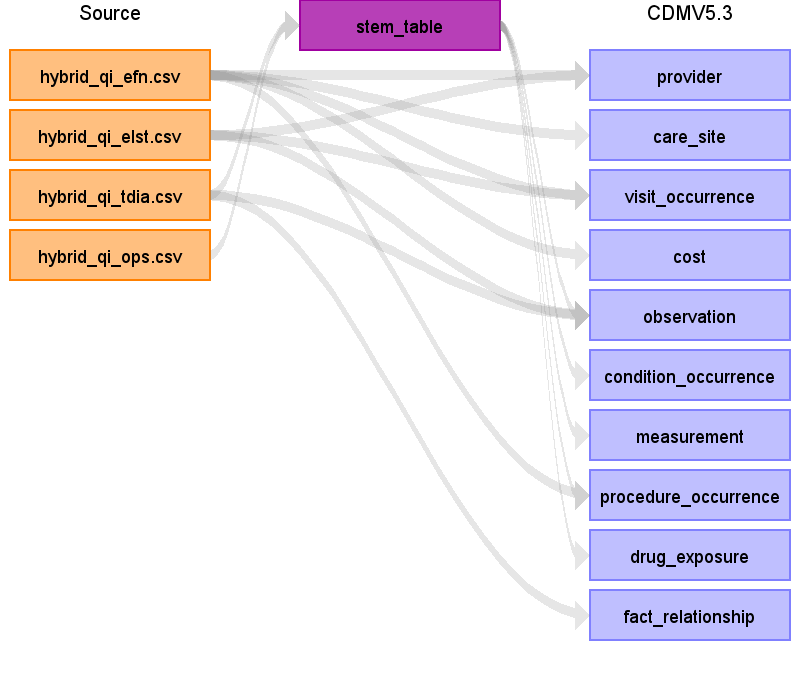 Source
stem_table
CDMV5.3
hybrid_qi_efn.csv
provider
hybrid_qi_elst.csv
care_site
hybrid_qi_tdia.csv
visit_occurrence
hybrid_qi_ops.csv
cost
observation
condition_occurrence
measurement
procedure_occurrence
drug_exposure
fact_relationship